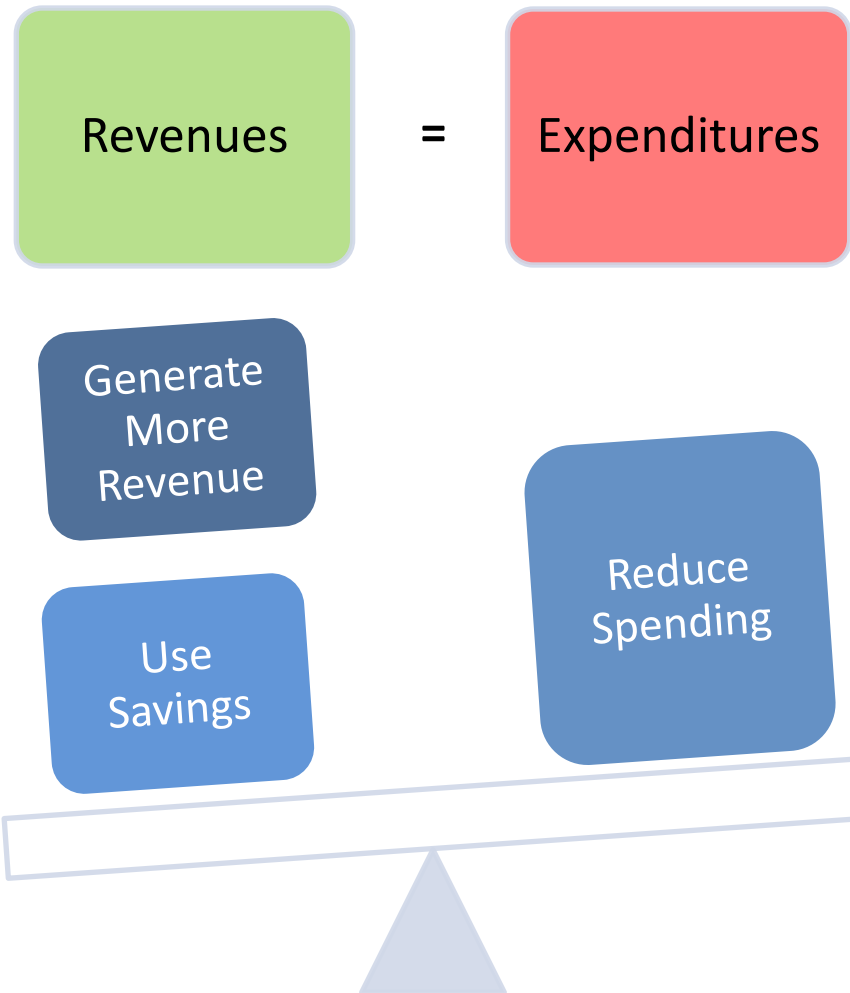 Revenues = Expenditures
Generate
More
Revenue
Use
Savings
Reduce
Spending